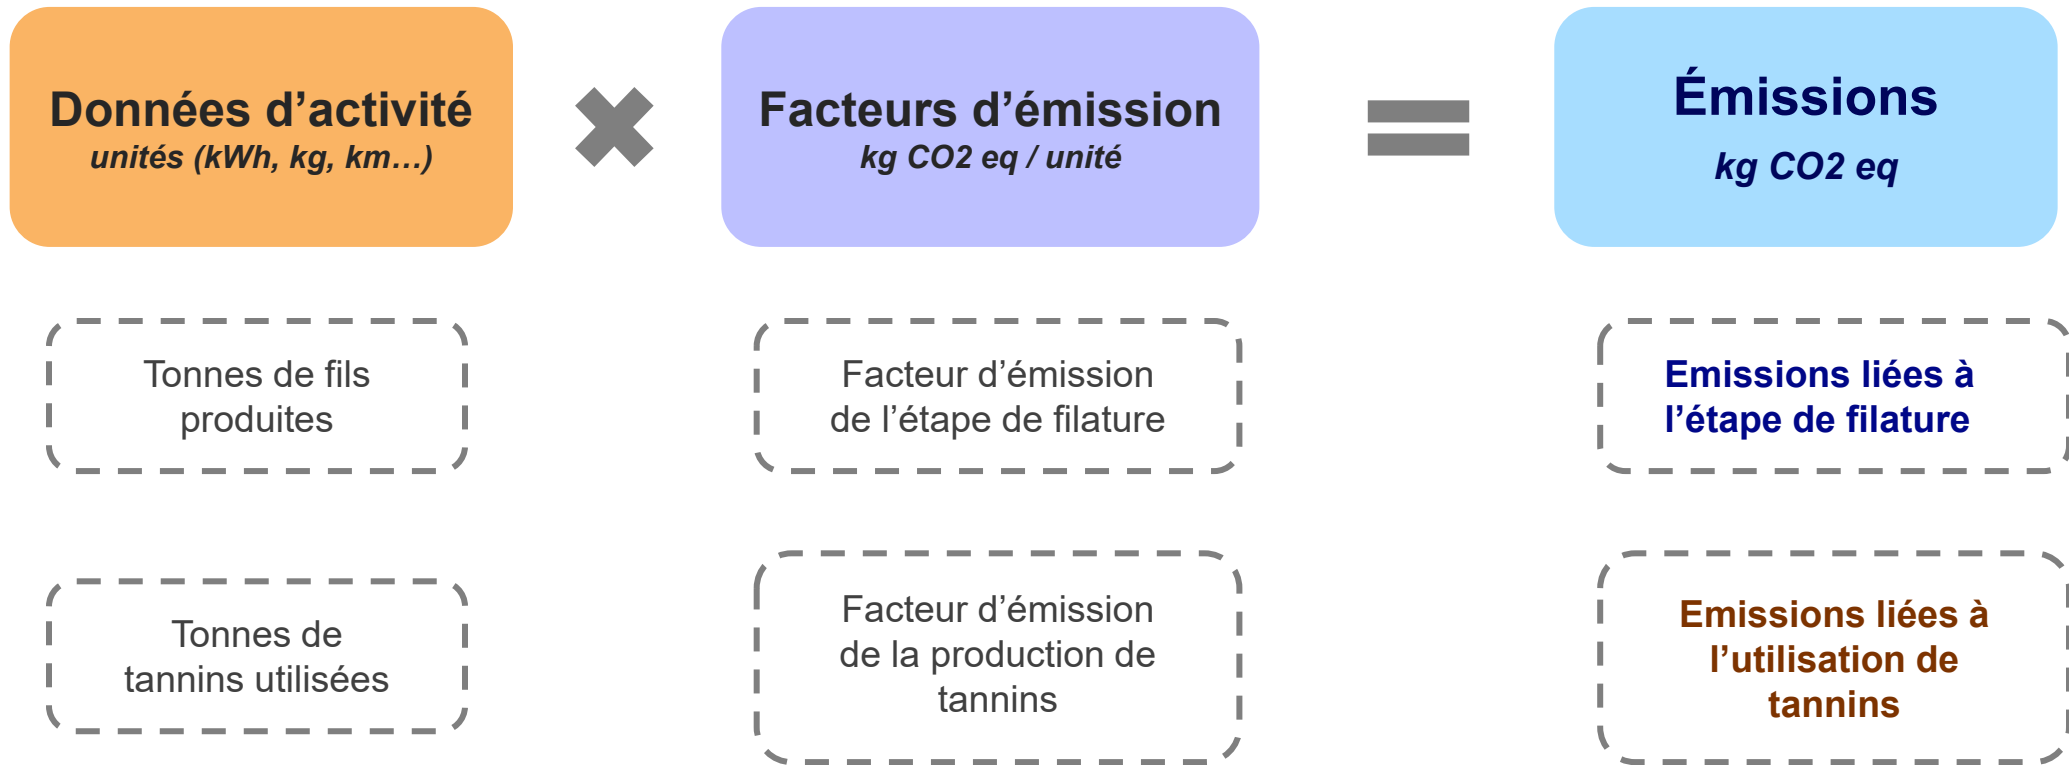 Données d’activité
unités (kWh, kg, km…)
Facteurs d’émission
kg CO2 eq / unité
Émissions
kg CO2 eq
Tonnes de fils
produites
Facteur d’émission
de l’étape de filature
Emissions liées à
l’étape de filature
Tonnes de
tannins utilisées
Facteur d’émission
de la production de
tannins
Emissions liées à
l’utilisation de
tannins